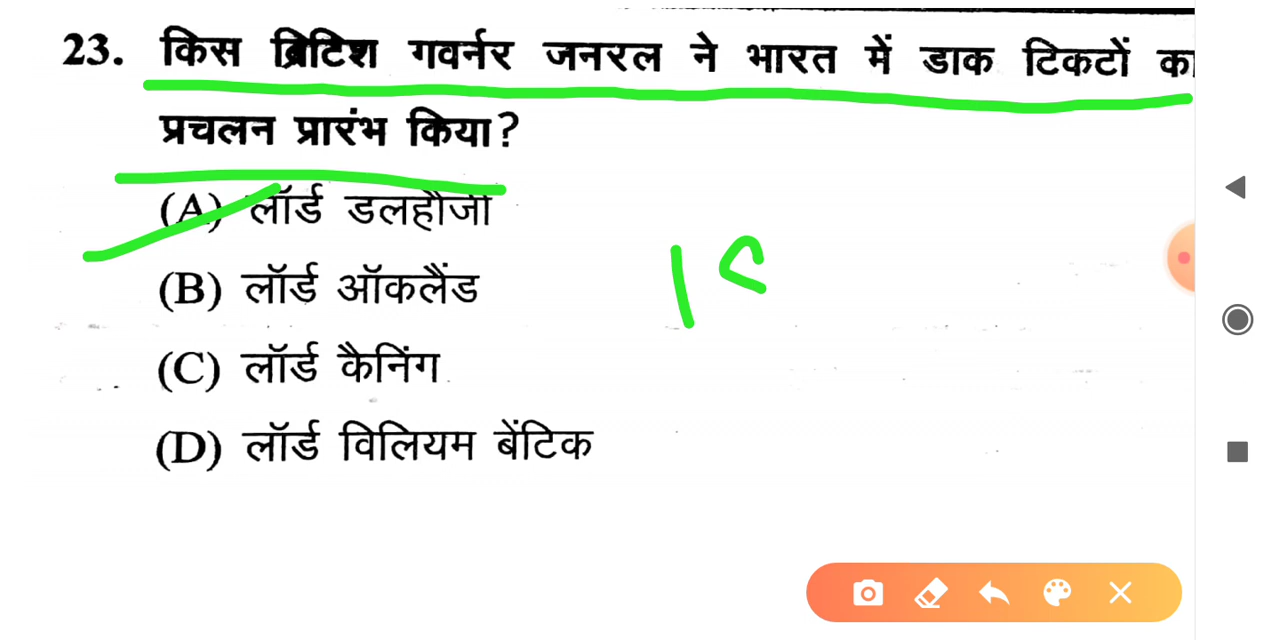 23. किस ब्रिटिश गवर्नर जनरल ने भारत में डाक टिकटों का
प्रचलन प्रारंभ किया?
(A) लॉर्ड डलहौजी
(B) लॉर्ड ऑकलैंड
(C) लॉर्ड कैनिंग
(D) लॉर्ड विलियम बेंटिक